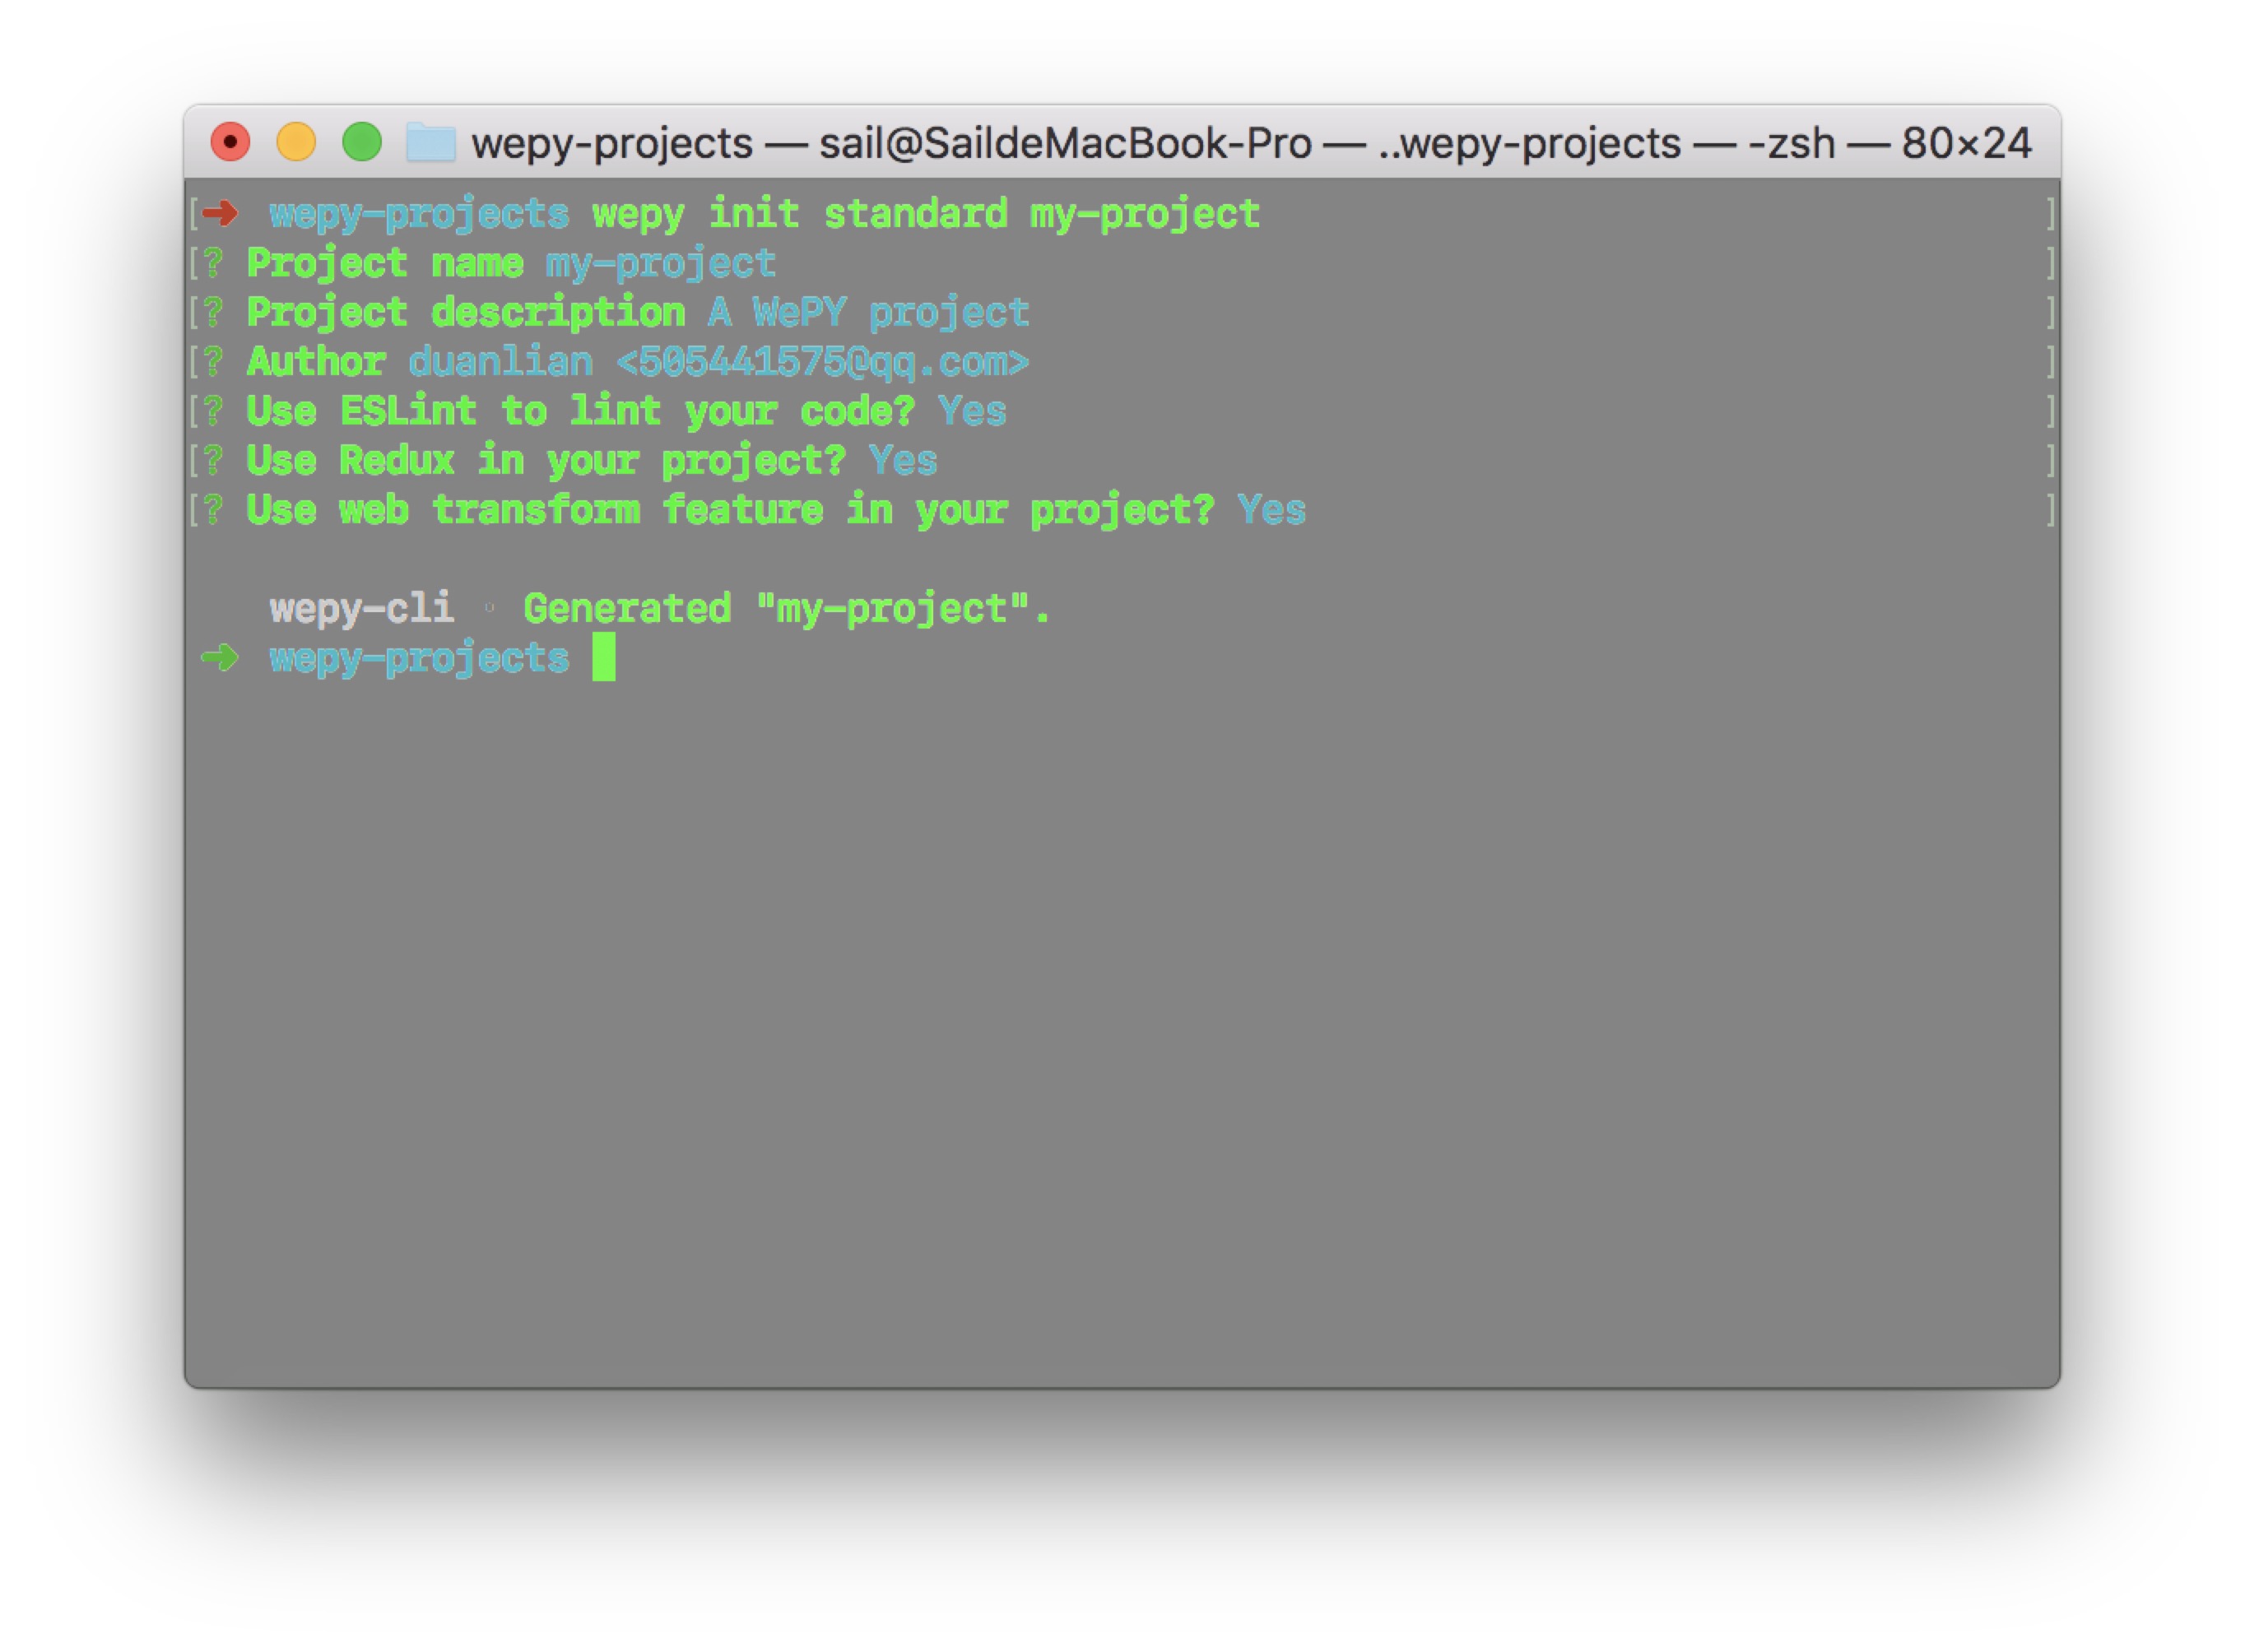 wepy-projects — sail@SaildeMacBook-Pro — ..wepy-projects — -zsh — 80×24
[➜  wepy-projects wepy init standard my-project ]
[? Project name my-project ]
[? Project description A WePY project ]
[? Author duanlian <505441575@qq.com> ]
[? Use ESLint to lint your code? Yes ]
[? Use Redux in your project? Yes ]
[? Use web transform feature in your project? Yes ]
wepy-cli · Generated "my-project".
➜  wepy-projects